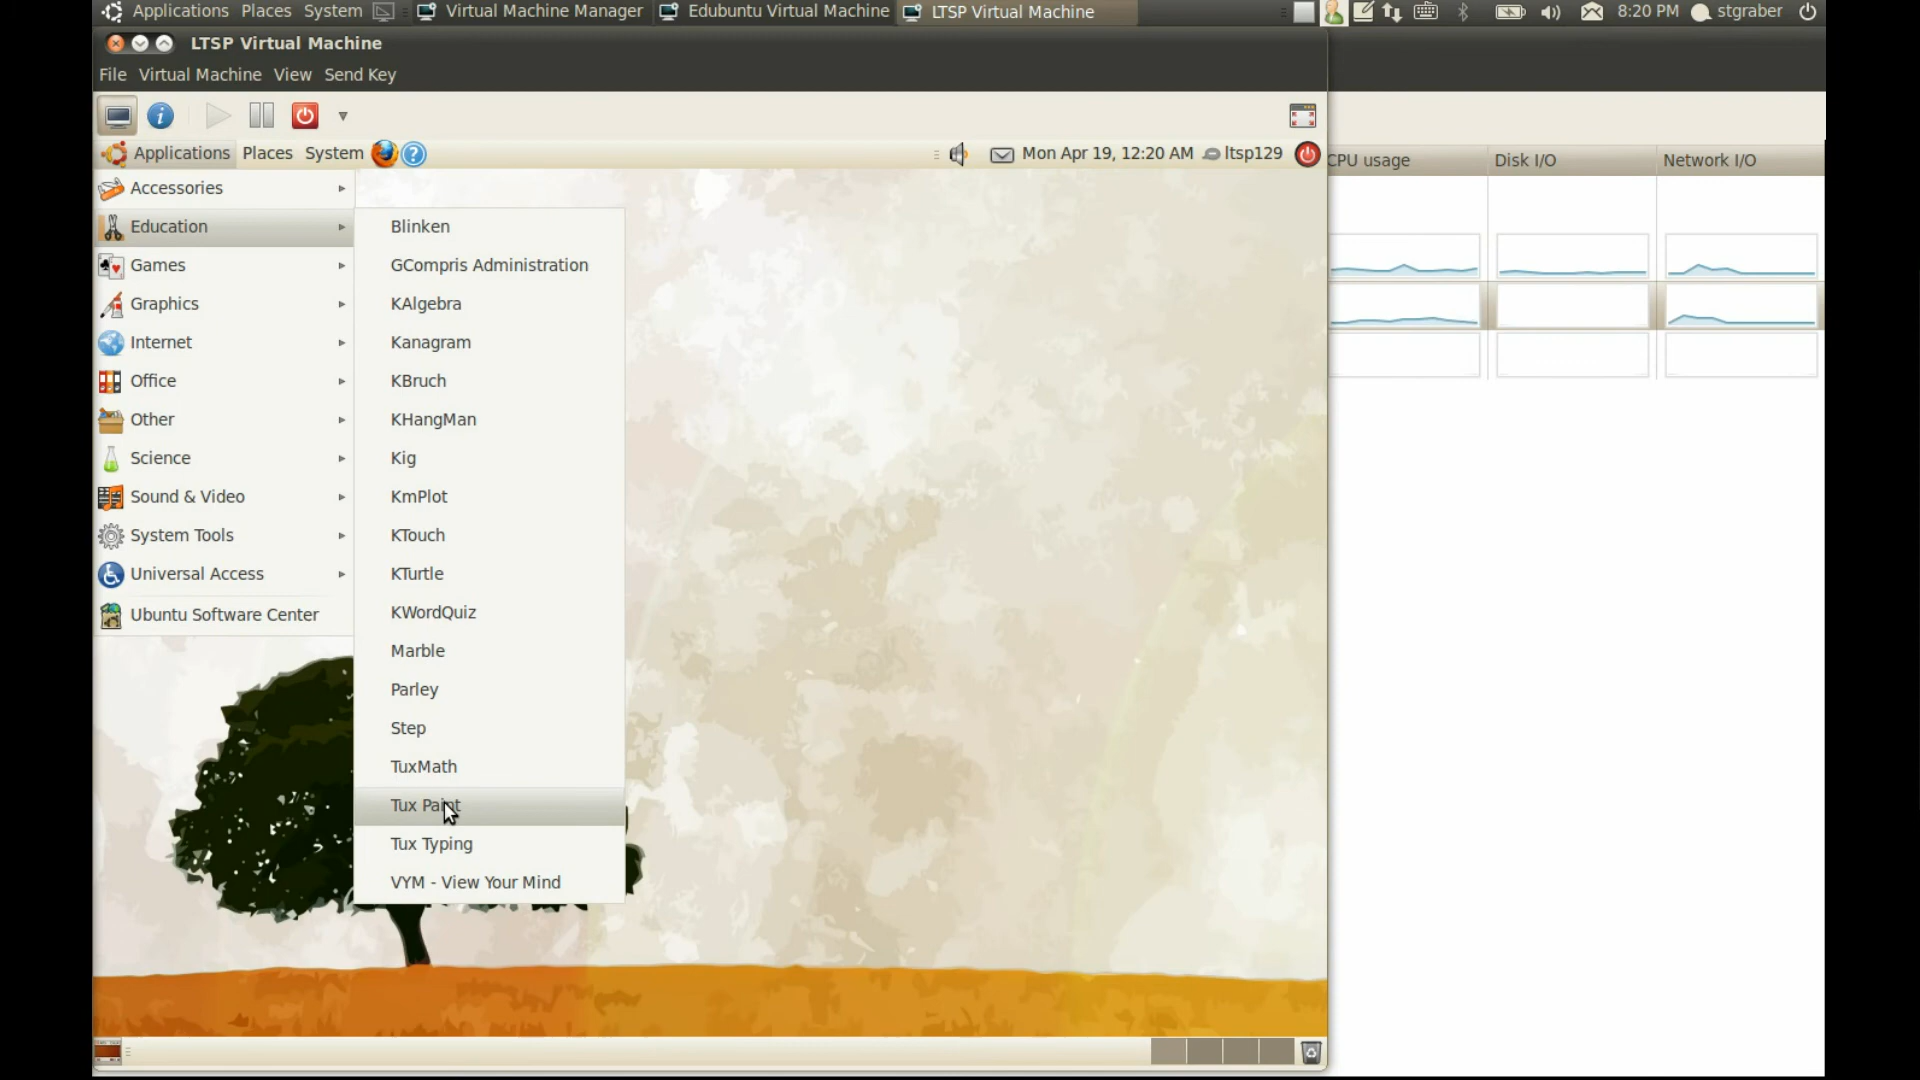 Applications Places System Virtual Machine Manager Edubuntu Virtual Machine LTSP Virtual Machine 8:20 PM stgraber
LTSP Virtual Machine
File Virtual Machine View Send Key
Applications Places System Mon Apr 19, 12:20 AM ltsp129
CPU usage Disk I/O Network I/O
Accessories
Education
Games
Graphics
Internet
Office
Other
Science
Sound & Video
System Tools
Universal Access
Ubuntu Software Center
Blinken
GCompris Administration
KAlgebra
Kanagram
KBruch
KHangMan
Kig
KmPlot
KTouch
KTurtle
KWordQuiz
Marble
Parley
Step
TuxMath
Tux Paint
Tux Typing
VYM - View Your Mind